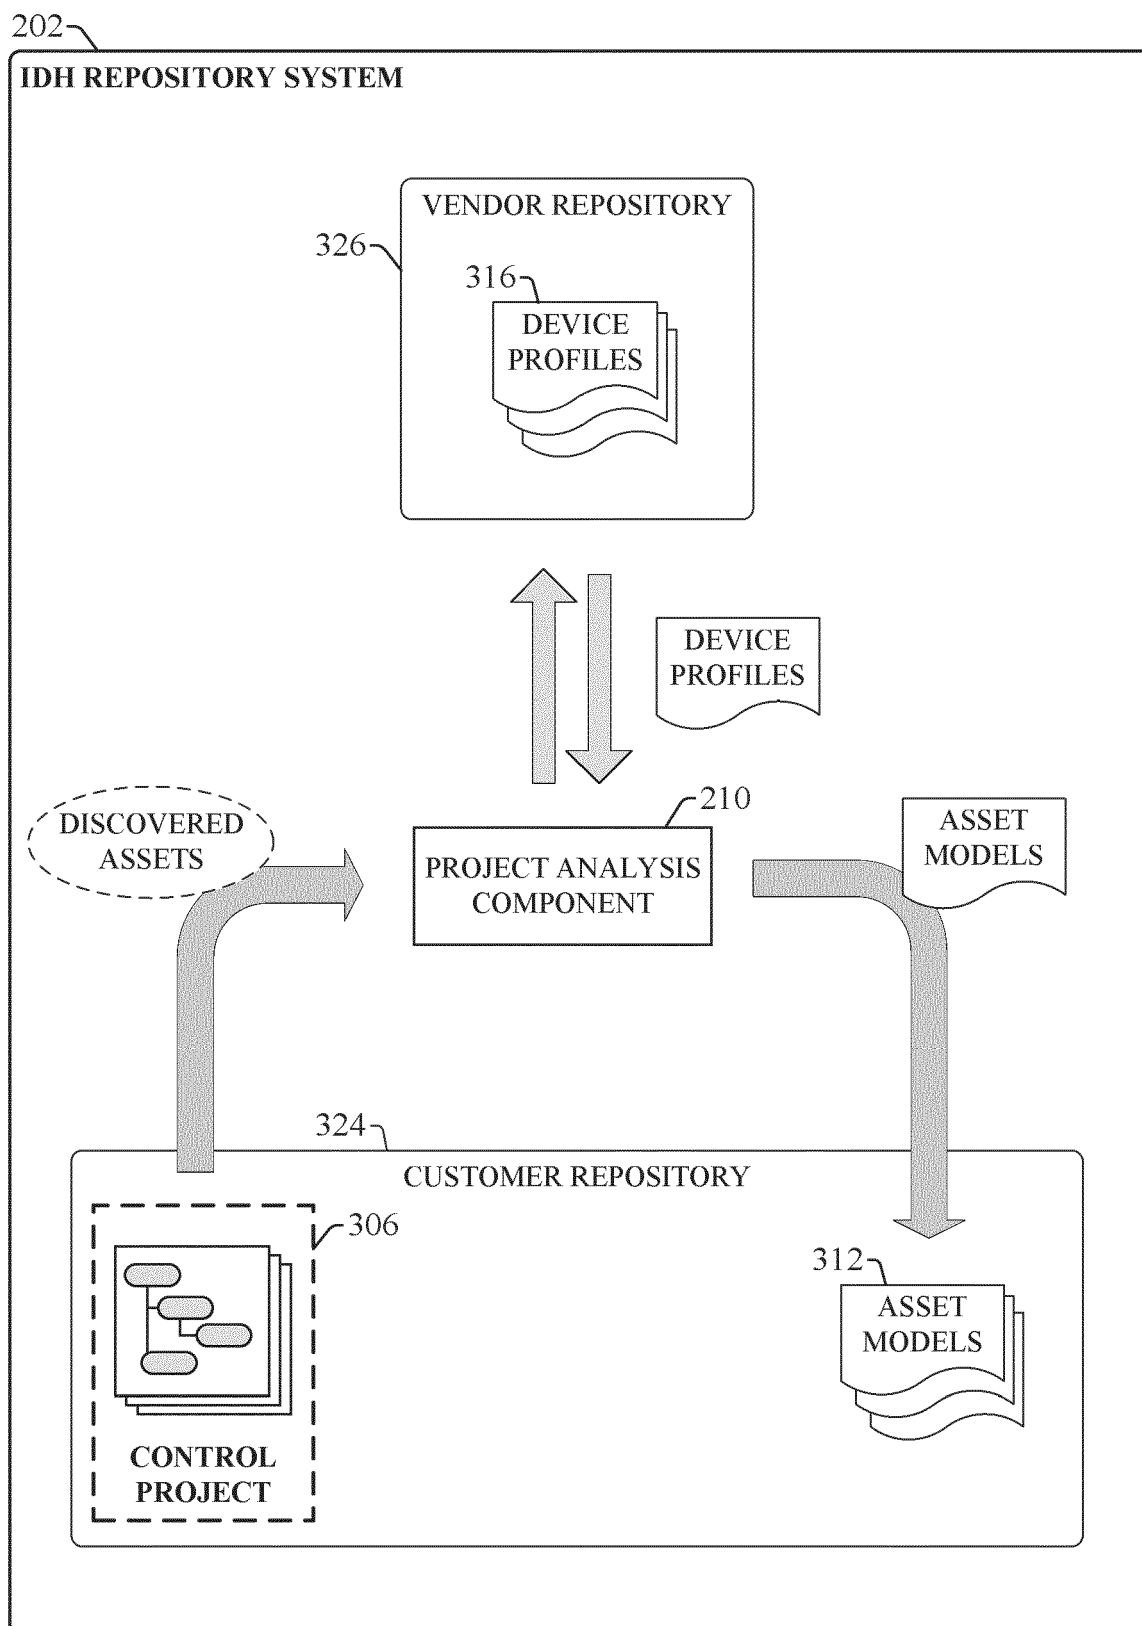 202
IDH REPOSITORY SYSTEM
VENDOR REPOSITORY
326
316
DEVICE
PROFILES
DEVICE
PROFILES
210
DISCOVERED
ASSETS
PROJECT ANALYSIS
COMPONENT
ASSET
MODELS
324
CUSTOMER REPOSITORY
306
CONTROL
PROJECT
312
ASSET
MODELS